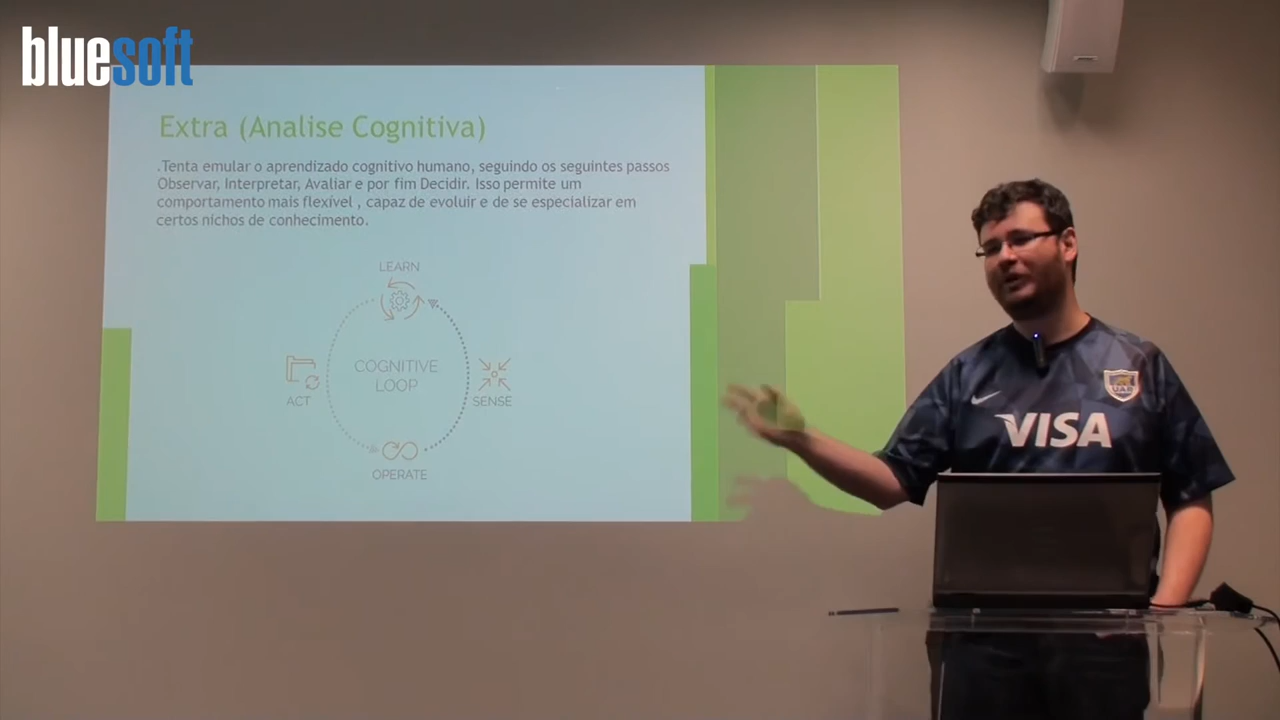 bluesoft
Extra (Analise Cognitiva)
.Tenta emular o aprendizado cognitivo humano, seguindo os seguintes passos
Observar, Interpretar, Avaliar e por fim Decidir. Isso permite um
comportamento mais flexível , capaz de evoluir e de se especializar em
certos nichos de conhecimento.
LEARN
COGNITIVE
LOOP
ACT
SENSE
OPERATE
UAR
VISA